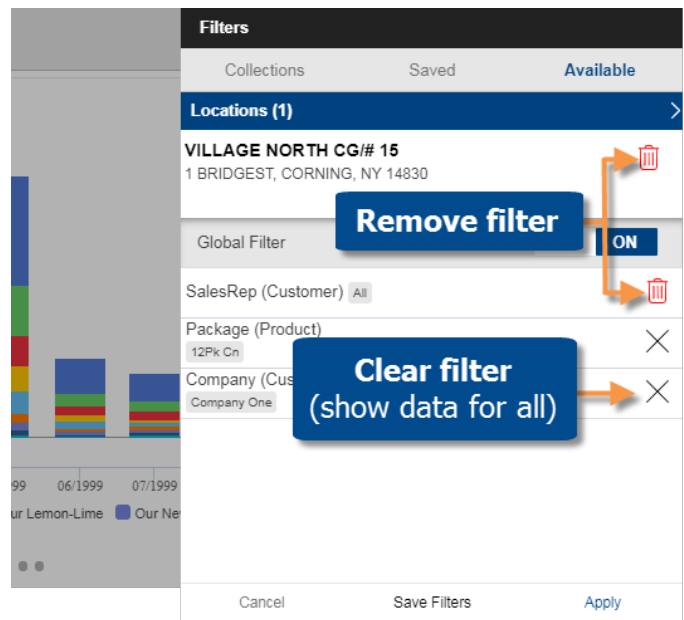 Filters
Collections Saved Available
Locations (1)
VILLAGE NORTH CG/# 15
1 BRIDGEST, CORNING, NY 14830
Remove filter
Global Filter ON
SalesRep (Customer) All
Package (Product)
12Pk Cn
Company (Cus
Company One
Clear filter
(show data for all)
99 06/1999 07/1999
ur Lemon-Lime Our Ne
Cancel Save Filters Apply